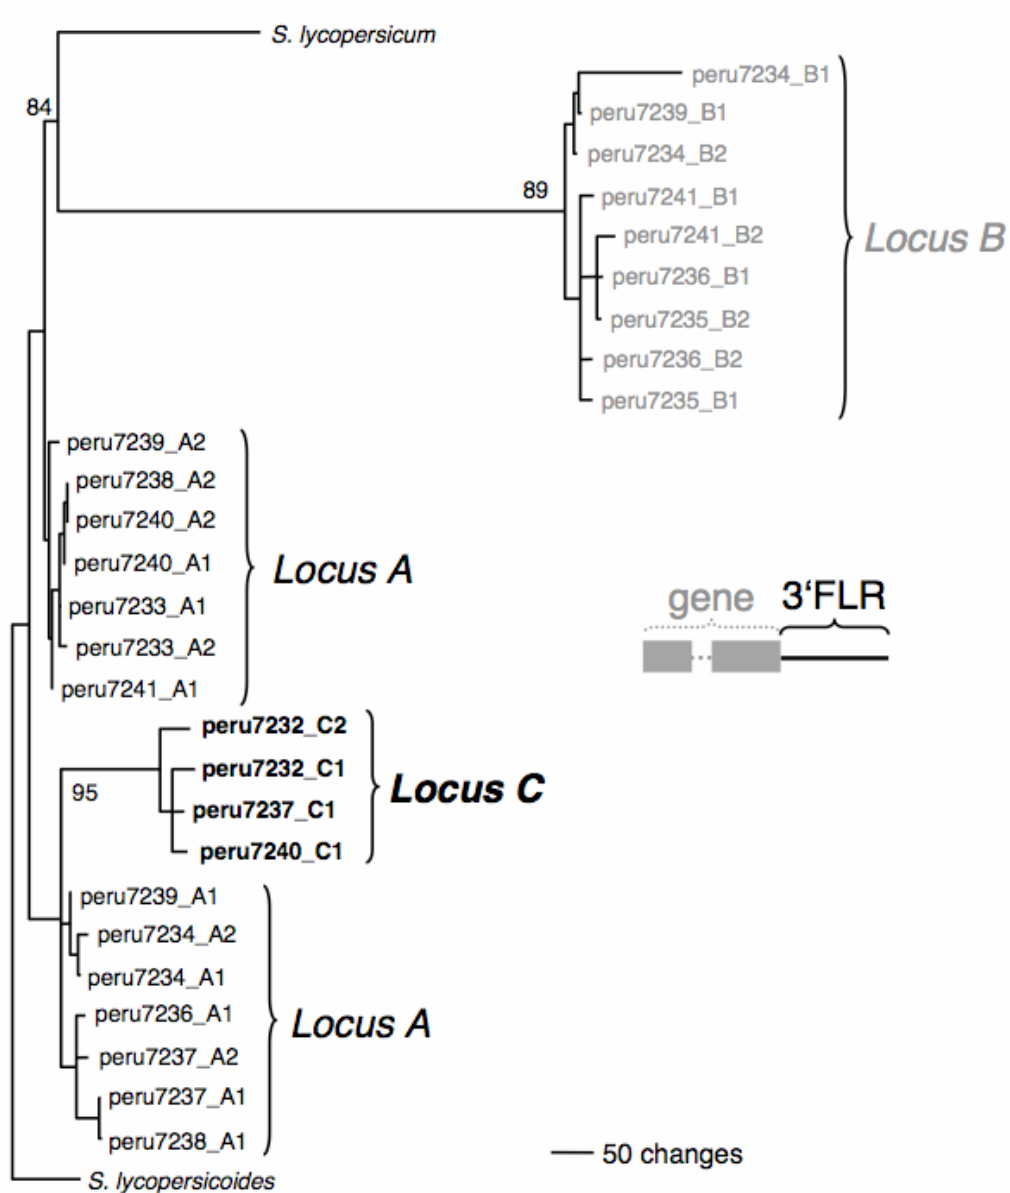 S. lycopersicum
peru7234_B1
84
peru7239_B1
peru7234_B2
89
peru7241_B1
peru7241_B2
Locus B
peru7236_B1
peru7235_B2
peru7236_B2
peru7235_B1
peru7239_A2
peru7238_A2
peru7240_A2
peru7240_A1
Locus A
gene 3‘FLR
peru7233_A1
peru7233_A2
peru7241_A1
peru7232_C2
peru7232_C1
95
Locus C
peru7237_C1
peru7240_C1
peru7239_A1
peru7234_A2
peru7234_A1
peru7236_A1
Locus A
peru7237_A2
peru7237_A1
peru7238_A1
50 changes
S. lycopersicoides